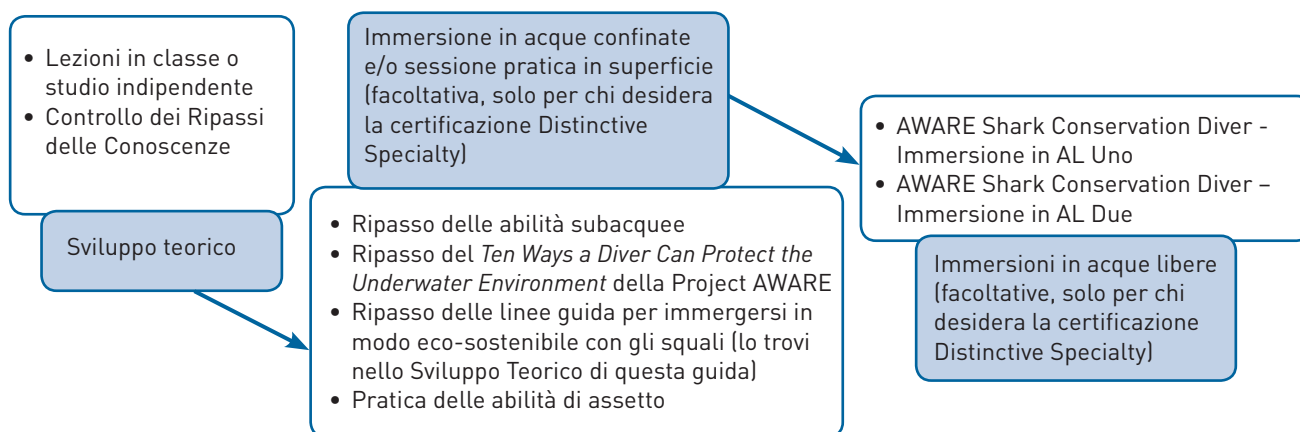 • Lezioni in classe o
studio indipendente
• Controllo dei Ripassi
delle Conoscenze
Sviluppo teorico
Immersione in acque confinate
e/o sessione pratica in superficie
(facoltativa, solo per chi desidera
la certificazione Distinctive
Specialty)
• Ripasso delle abilità subacquee
• Ripasso del Ten Ways a Diver Can Protect the
Underwater Environment della Project AWARE
• Ripasso delle linee guida per immergersi in
modo eco-sostenibile con gli squali (lo trovi
nello Sviluppo Teorico di questa guida)
• Pratica delle abilità di assetto
• AWARE Shark Conservation Diver -
Immersione in AL Uno
• AWARE Shark Conservation Diver –
Immersione in AL Due
Immersioni in acque libere
(facoltative, solo per chi
desidera la certificazione
Distinctive Specialty)